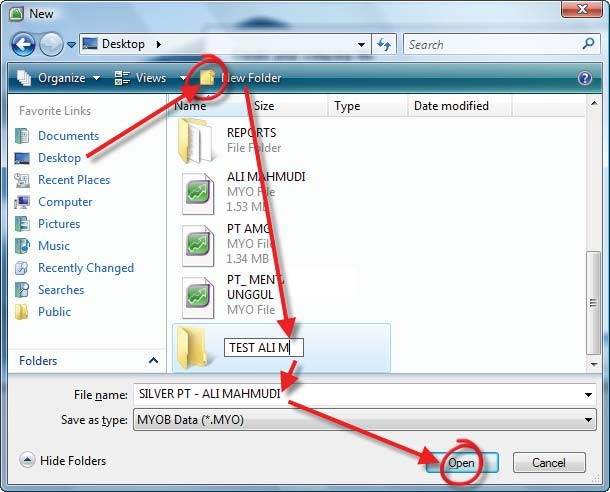 New
Desktop
Search
Organize
Views
New Folder
Name Size Type Date modified
Favorite Links
Documents
Desktop
Recent Places
Computer
Pictures
Music
Recently Changed
Searches
Public
Folders
REPORTS
File Folder
ALI MAHMUDI
MYO File
1.53 MB
PT AMG
MYO File
1.34 MB
PT_ MENTA
UNGGUL
MYO File
TEST ALI M
File name: SILVER PT - ALI MAHMUDI
Save as type: MYOB Data (*.MYO)
Hide Folders
Open
Cancel